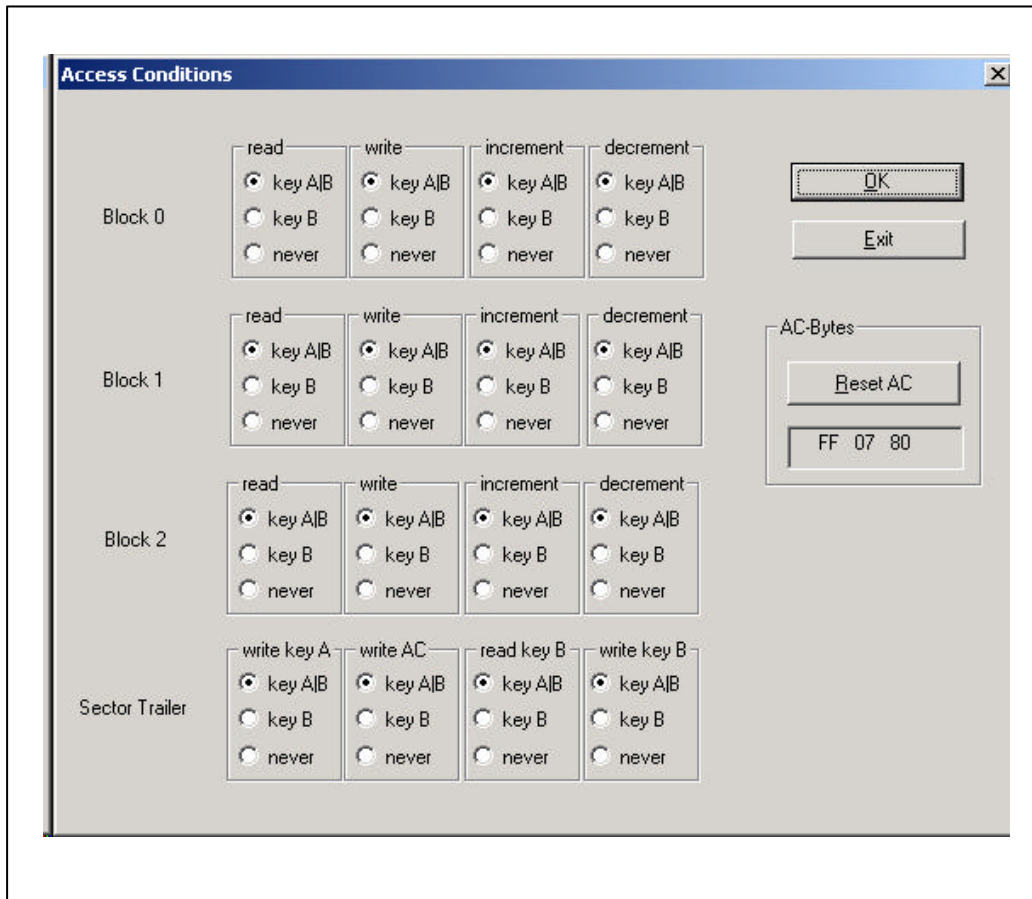 Access Conditions
read write increment decrement
key A|B key A|B key A|B key A|B
Block 0 key B key B key B key B
never never never never
OK
Exit
read write increment decrement
key A|B key A|B key A|B key A|B
Block 1 key B key B key B key B
never never never never
AC-Bytes
Reset AC
FF 07 80
read write increment decrement
key A|B key A|B key A|B key A|B
Block 2 key B key B key B key B
never never never never
write key A write AC read key B write key B
key A|B key A|B key A|B key A|B
Sector Trailer key B key B key B key B
never never never never